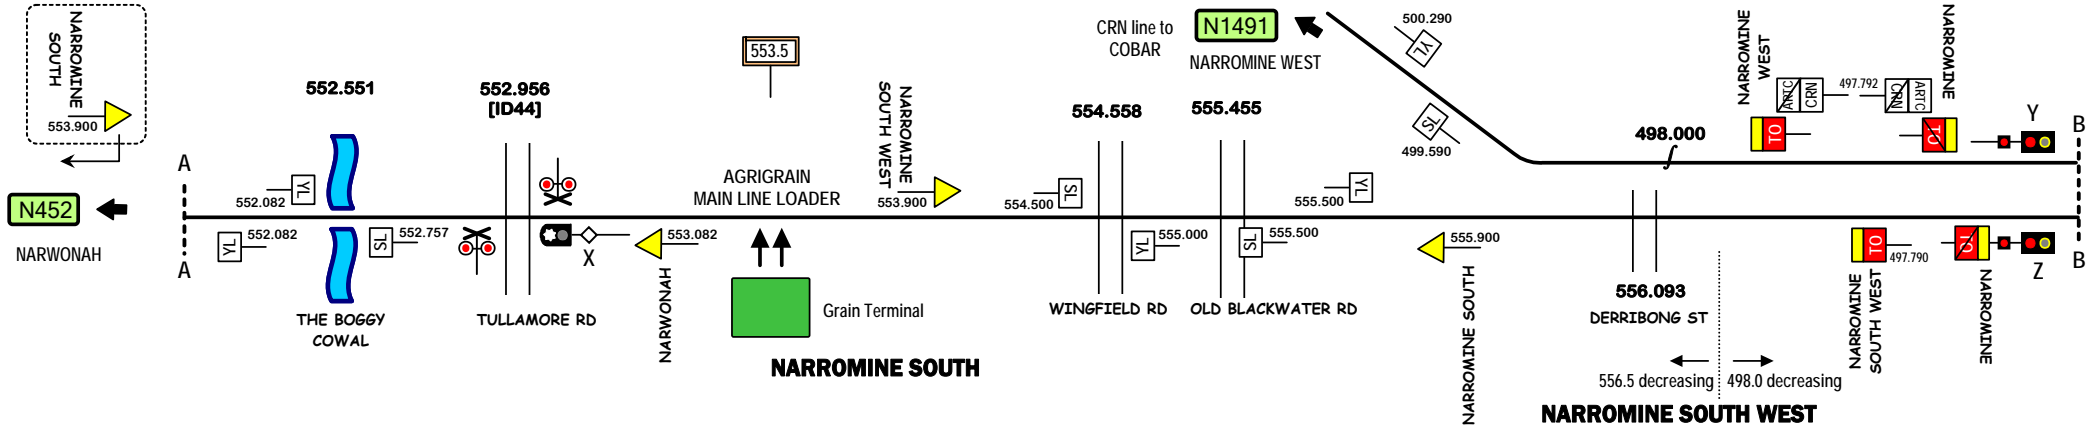 NARROMINE
SOUTH
553.900
N452
NARWONAH
A
A
552.551
YL
552.082
YL
552.082
THE BOGGY
COWAL
SL
552.757
552.956
[ID44]
TULLAMORE RD
X
553.082
NARWONAH
553.5
AGRIGRAIN
MAIN LINE LOADER
Grain Terminal
NARROMINE SOUTH
NARROMINE
SOUTH WEST
553.900
SL
554.500
554.558
WINGFIELD RD
YL
555.000
555.455
OLD BLACKWATER RD
SL
555.500
YL
555.500
CRN line to
COBAR
N1491
NARROMINE WEST
500.290
YL
SL
499.590
555.900
NARROMINE SOUTH
498.000
556.093
DERRIBONG ST
556.5 decreasing
498.0 decreasing
NARROMINE SOUTH WEST
NARROMINE
WEST
TO
ARTC
CRN
497.792
CRN
ARTC
NARROMINE
TO
Y
B
B
NARROMINE
SOUTH WEST
TO
497.790
TO
NARROMINE
Z